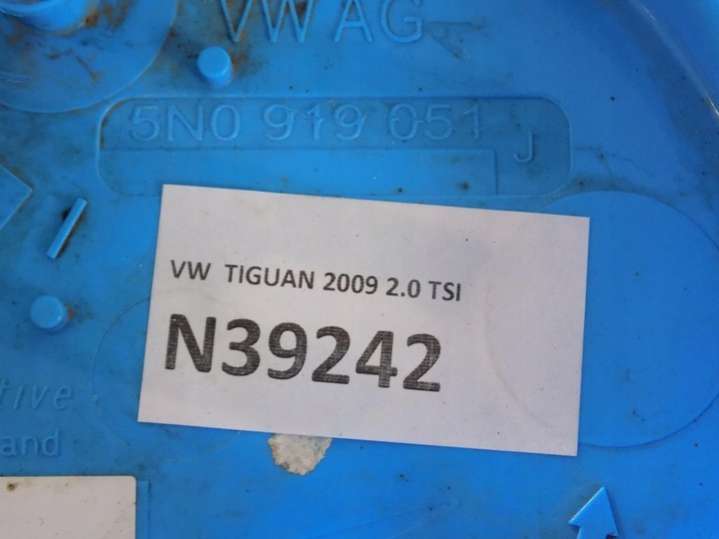 VW AG
5N0 919 051
J
VW TIGUAN 2009 2.0 TSI
N39242
tive
and